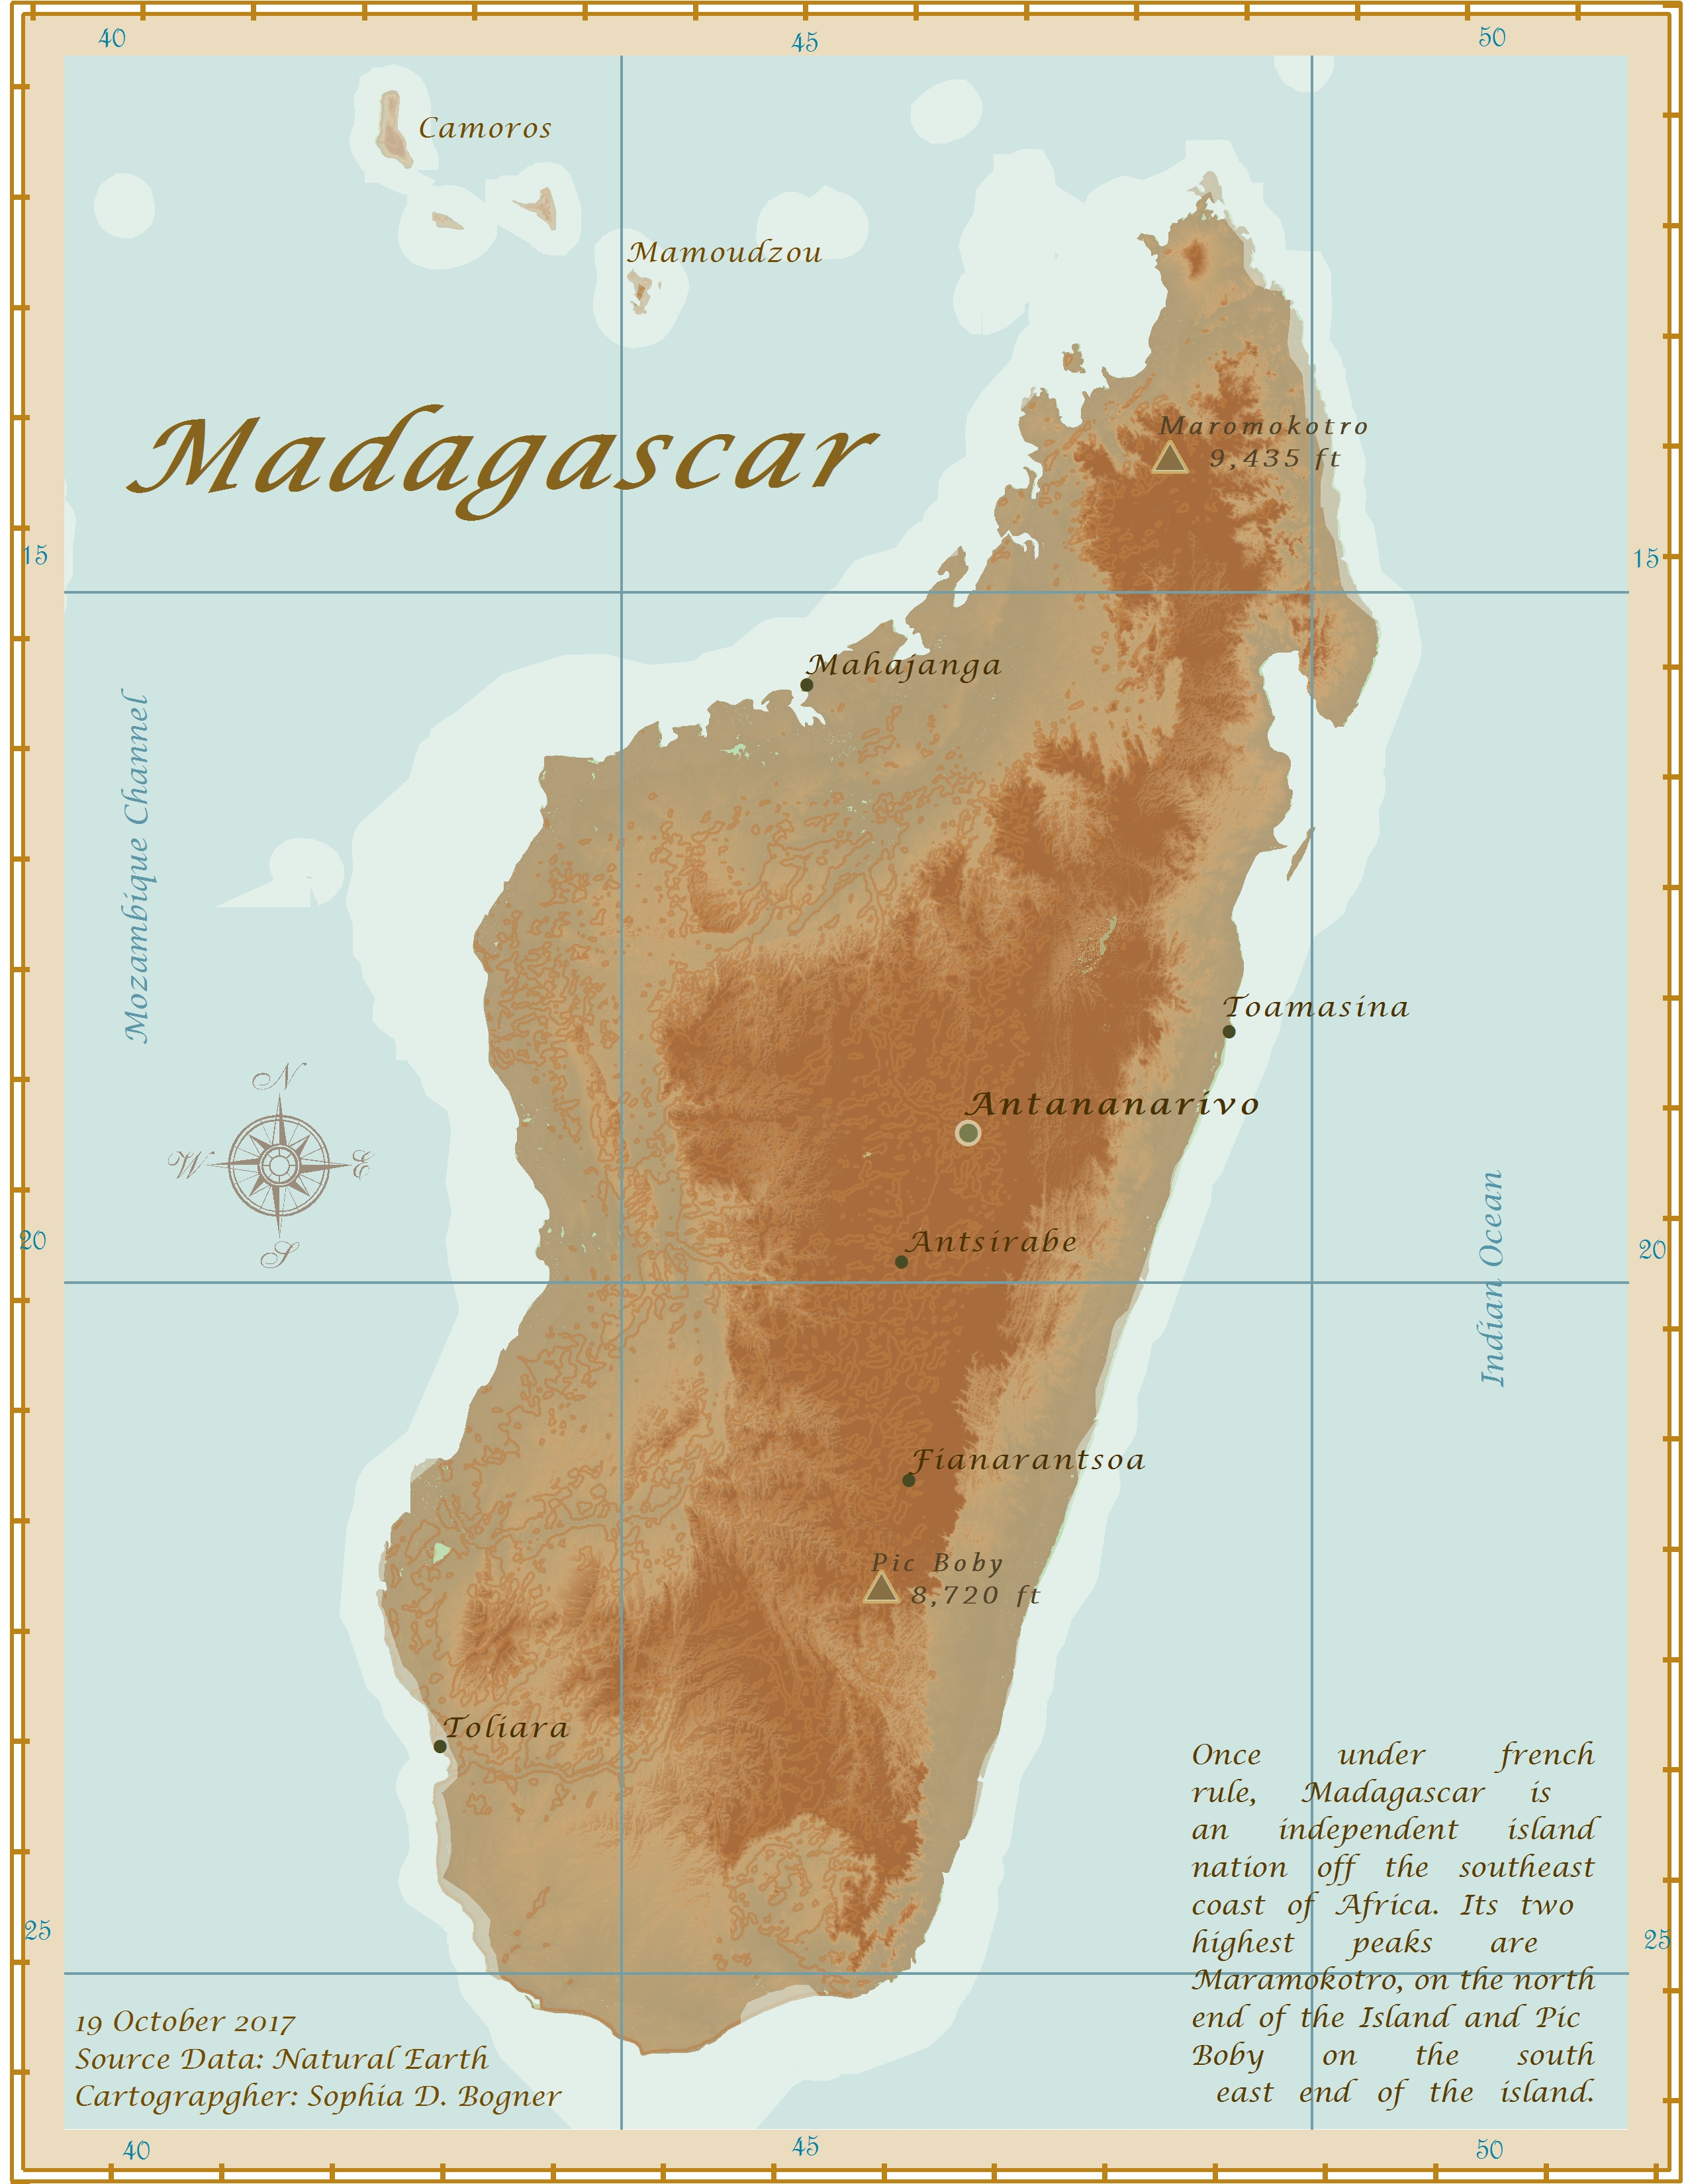 40 45 50
Camoros
Mamoudzou
Madagascar
Maromokotro
9,435 ft
15 15
Mahajanga
Mozambique Channel
Toamasina
N
W E
S
Antananarivo
Indian Ocean
Antsirabe
20 20
Fianarantsoa
Pic Boby
8,720 ft
Toliara
Once under french
rule, Madagascar is
an independent island
nation off the southeast
coast of Africa. Its two
highest peaks are
Maramokotro, on the north
end of the Island and Pic
Boby on the south
east end of the island.
25 25
19 October 2017
Source Data: Natural Earth
Cartograpgher: Sophia D. Bogner
40 45 50